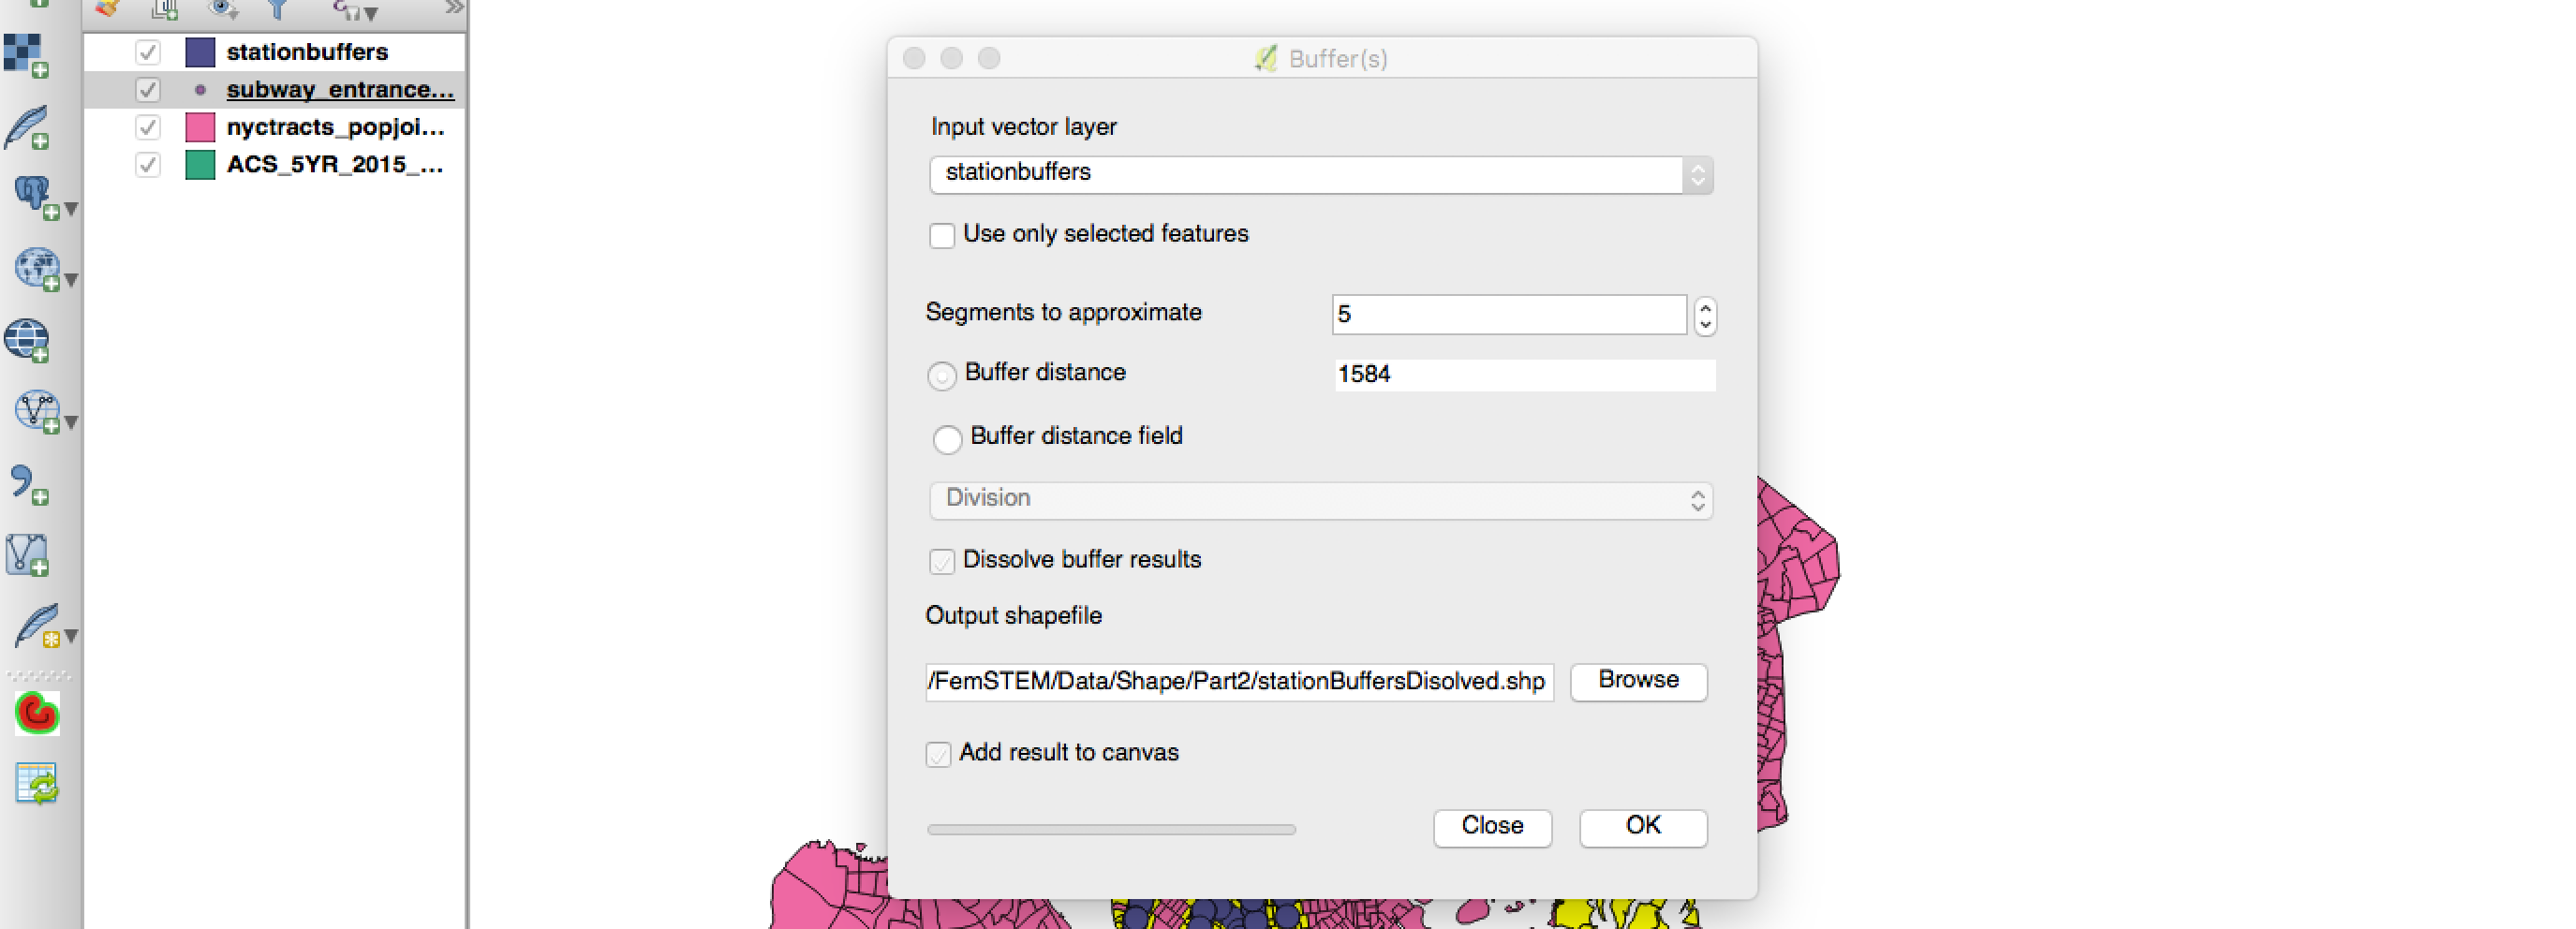 stationbuffers
subway_entrance...
nyctracts_popjoi...
ACS_5YR_2015_...
Buffer(s)
Input vector layer
stationbuffers
Use only selected features
Segments to approximate
5
Buffer distance
1584
Buffer distance field
Division
Dissolve buffer results
Output shapefile
/FemSTEM/Data/Shape/Part2/stationBuffersDisolved.shp
Browse
Add result to canvas
Close
OK